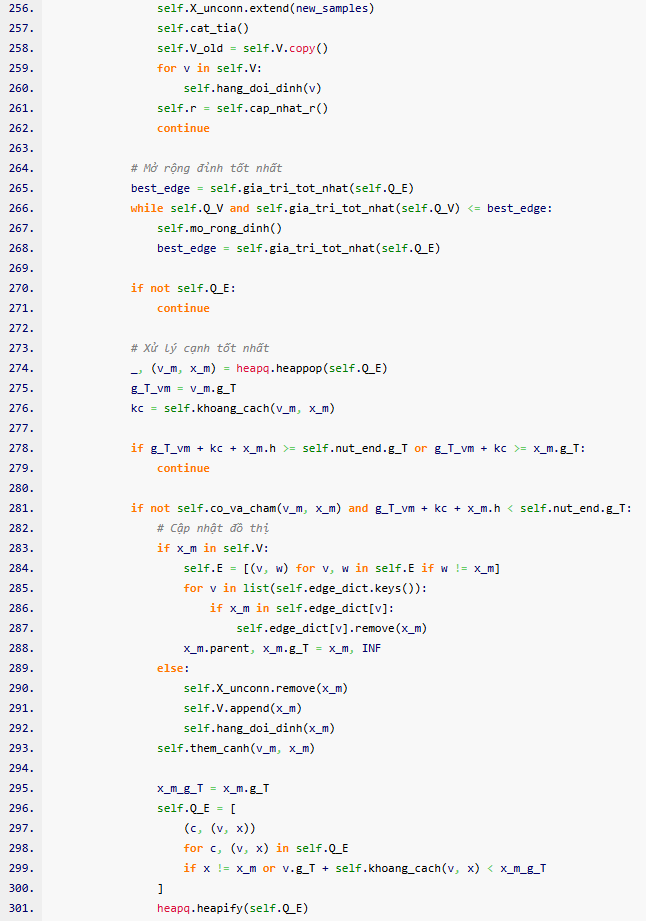 256. self.X_unconn.extend(new_samples)
257. self.cat_tia()
258. self.V_old = self.V.copy()
259. for v in self.V:
260. self.hang_doi_dinh(v)
261. self.r = self.cap_nhat_r()
262. continue
263.
264. # Mở rộng đỉnh tốt nhất
265. best_edge = self.gia_tri_tot_nhat(self.Q_E)
266. while self.Q_V and self.gia_tri_tot_nhat(self.Q_V) <= best_edge:
267. self.mo_rong_dinh()
268. best_edge = self.gia_tri_tot_nhat(self.Q_E)
269.
270. if not self.Q_E:
271. continue
272.
273. # Xử lý cạnh tốt nhất
274. _, (v_m, x_m) = heapq.heappop(self.Q_E)
275. g_T_vm = v_m.g_T
276. kc = self.khoang_cach(v_m, x_m)
277.
278. if g_T_vm + kc + x_m.h >= self.nut_end.g_T or g_T_vm + kc >= x_m.g_T:
279. continue
280.
281. if not self.co_va_cham(v_m, x_m) and g_T_vm + kc + x_m.h < self.nut_end.g_T:
282. # Cập nhật đồ thị
283. if x_m in self.V:
284. self.E = [(v, w) for v, w in self.E if w != x_m]
285. for v in list(self.edge_dict.keys()):
286. if x_m in self.edge_dict[v]:
287. self.edge_dict[v].remove(x_m)
288. x_m.parent, x_m.g_T = x_m, INF
289. else:
290. self.X_unconn.remove(x_m)
291. self.V.append(x_m)
292. self.hang_doi_dinh(x_m)
293. self.them_canh(v_m, x_m)
294.
295. x_m_g_T = x_m.g_T
296. self.Q_E = [
297. (c, (v, x))
298. for c, (v, x) in self.Q_E
299. if x != x_m or v.g_T + self.khoang_cach(v, x) < x_m_g_T
300. ]
301. heapq.heapify(self.Q_E)